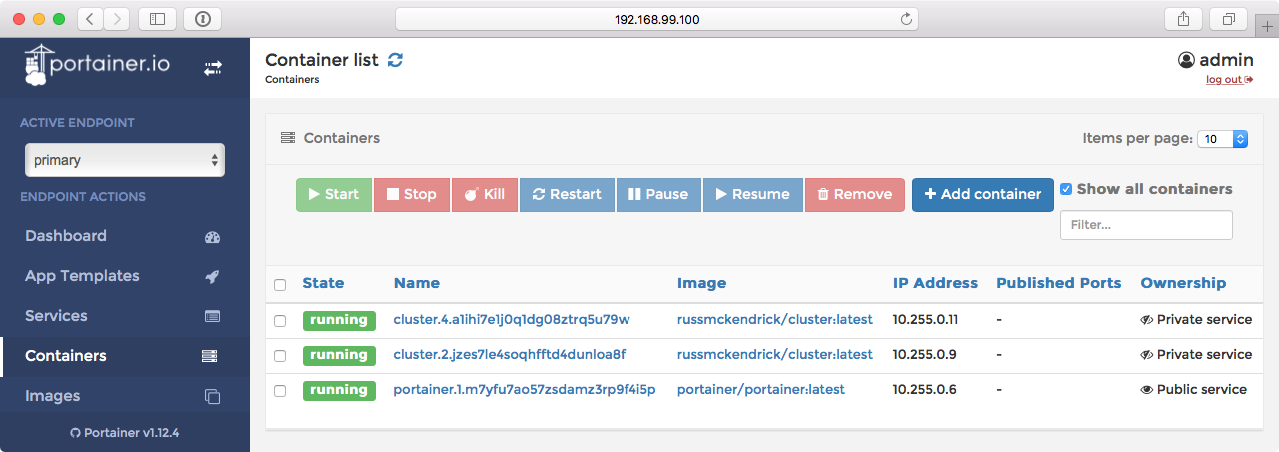 192.168.99.100
portainer.io
Container list
Containers
admin
log out
ACTIVE ENDPOINT
primary
ENDPOINT ACTIONS
Dashboard
App Templates
Services
Containers
Images
Portainer v1.12.4
Containers
Items per page: 10
Start Stop Kill Restart Pause Resume Remove Add container Show all containers
Filter...
State Name Image IP Address Published Ports Ownership
running cluster.4.a1ihi7e1j0q1dg08ztrq5u79w russmckendrick/cluster:latest 10.255.0.11 - Private service
running cluster.2.jzes7le4soqhfftd4dunloa8f russmckendrick/cluster:latest 10.255.0.9 - Private service
running portainer.1.m7yfu7ao57zsdamz3rp9f4i5p portainer/portainer:latest 10.255.0.6 - Public service